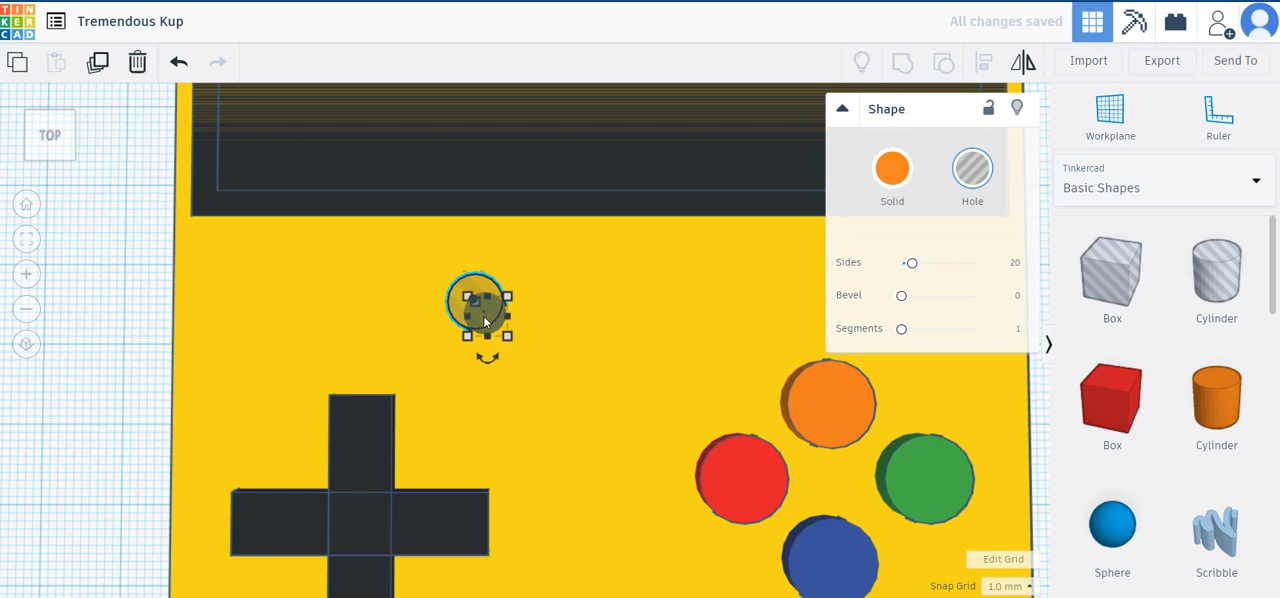 TIN
KER
CAD
Tremendous Kup
All changes saved
Import
Export
Send To
TOP
Shape
Solid
Hole
Sides
20
Bevel
0
Segments
1
Workplane
Ruler
Tinkercad
Basic Shapes
Box
Cylinder
Box
Cylinder
Sphere
Scribble
Edit Grid
Snap Grid
1.0 mm